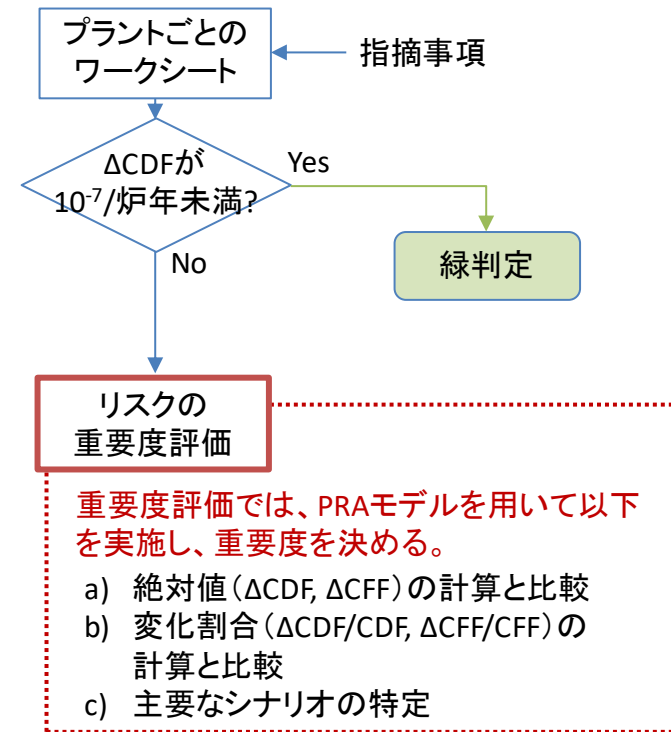 プラントごとの
ワークシート
指摘事項
ΔCDFが
10⁻⁷/炉年未満?
Yes
緑判定
No
リスクの
重要度評価
重要度評価では、PRAモデルを用いて以下
を実施し、重要度を決める。
a) 絶対値(ΔCDF, ΔCFF)の計算と比較
b) 変化割合(ΔCDF/CDF, ΔCFF/CFF)の
計算と比較
c) 主要なシナリオの特定